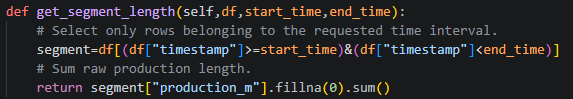 def get_segment_length(self,df,start_time,end_time):
    # Select only rows belonging to the requested time interval.
    segment=df[(df["timestamp"]>=start_time)&(df["timestamp"]<end_time)]
    # Sum raw production length.
    return segment["production_m"].fillna(0).sum()